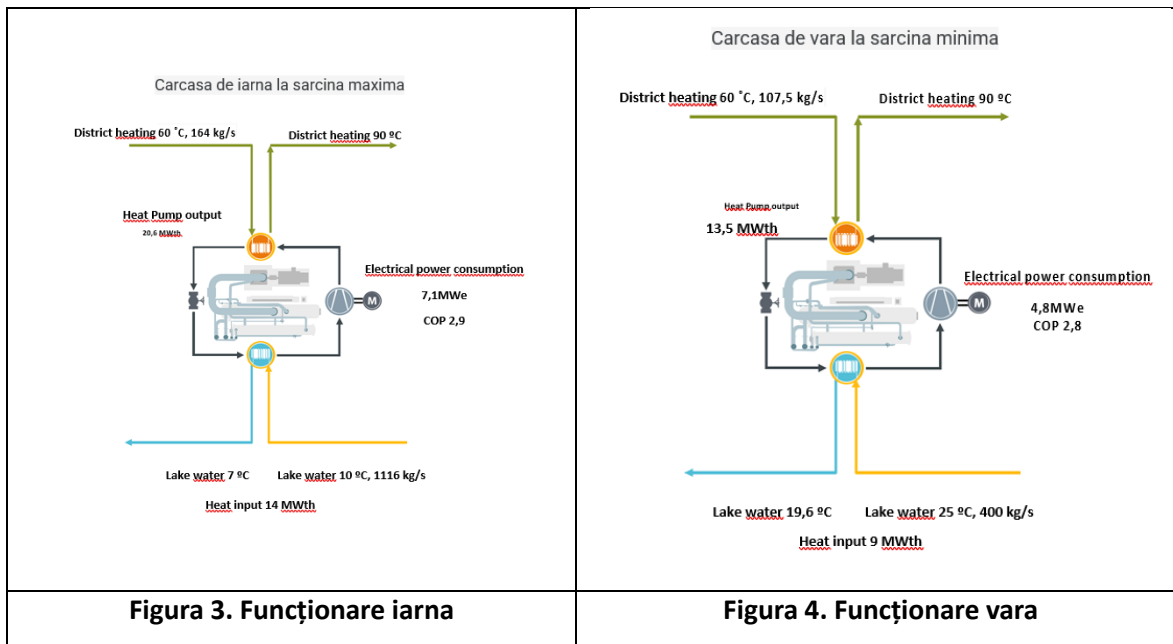 Carcasa de iarna la sarcina maxima
District heating 60 ˚C, 164 kg/s
District heating 90 ºC
Heat Pump output
20,6 MWth
Electrical power consumption
7,1MWe
COP 2,9
M
Lake water 7 ºC
Lake water 10 ºC, 1116 kg/s
Heat input 14 MWth
Figura 3. Funcționare iarna
Carcasa de vara la sarcina minima
District heating 60 ˚C, 107,5 kg/s
District heating 90 ºC
Heat Pump output
13,5 MWth
Electrical power consumption
4,8MWe
COP 2,8
M
Lake water 19,6 ºC
Lake water 25 ºC, 400 kg/s
Heat input 9 MWth
Figura 4. Funcționare vara